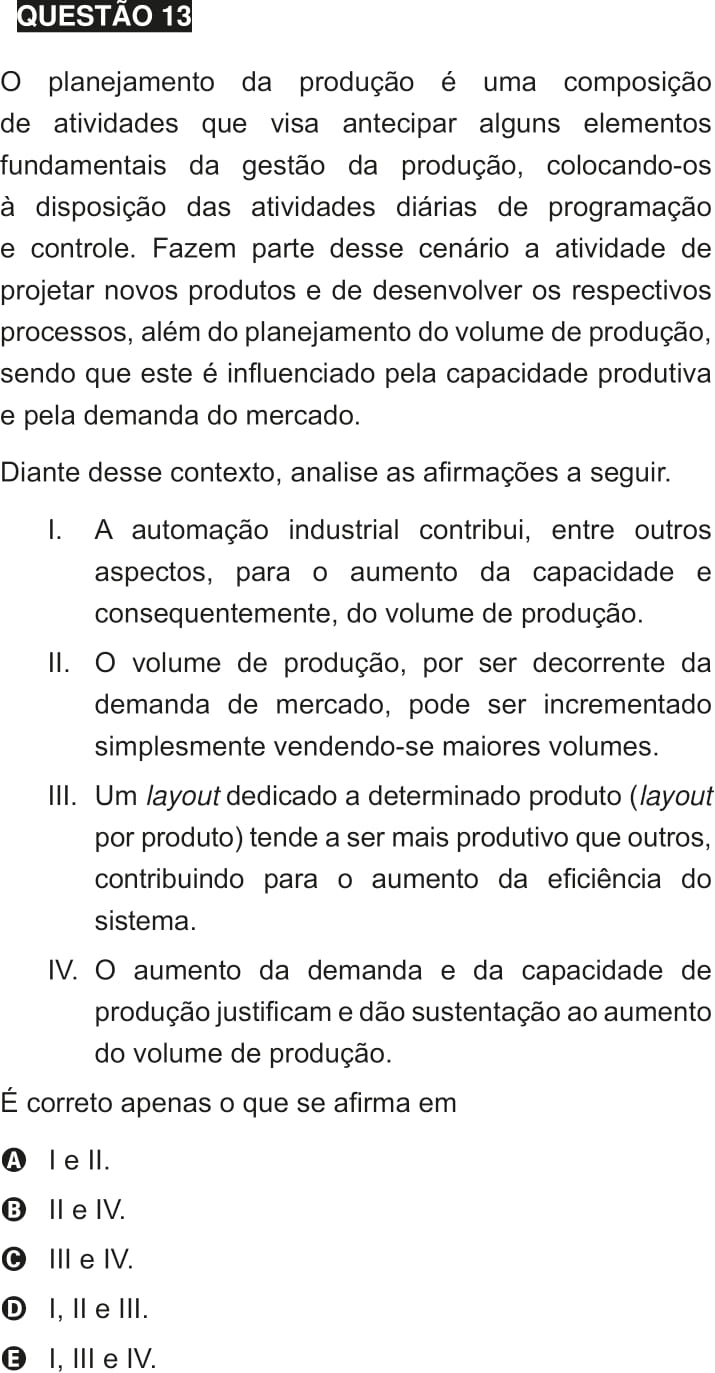 QUESTÃO 13
O planejamento da produção é uma composição
de atividades que visa antecipar alguns elementos
fundamentais da gestão da produção, colocando-os
à disposição das atividades diárias de programação
e controle. Fazem parte desse cenário a atividade de
projetar novos produtos e de desenvolver os respectivos
processos, além do planejamento do volume de produção,
sendo que este é influenciado pela capacidade produtiva
e pela demanda do mercado.
Diante desse contexto, analise as afirmações a seguir.
I. A automação industrial contribui, entre outros
aspectos, para o aumento da capacidade e
consequentemente, do volume de produção.
II. O volume de produção, por ser decorrente da
demanda de mercado, pode ser incrementado
simplesmente vendendo-se maiores volumes.
III. Um layout dedicado a determinado produto (layout
por produto) tende a ser mais produtivo que outros,
contribuindo para o aumento da eficiência do
sistema.
IV. O aumento da demanda e da capacidade de
produção justificam e dão sustentação ao aumento
do volume de produção.
É correto apenas o que se afirma em
A I e II.
B II e IV.
C III e IV.
D I, II e III.
E I, III e IV.